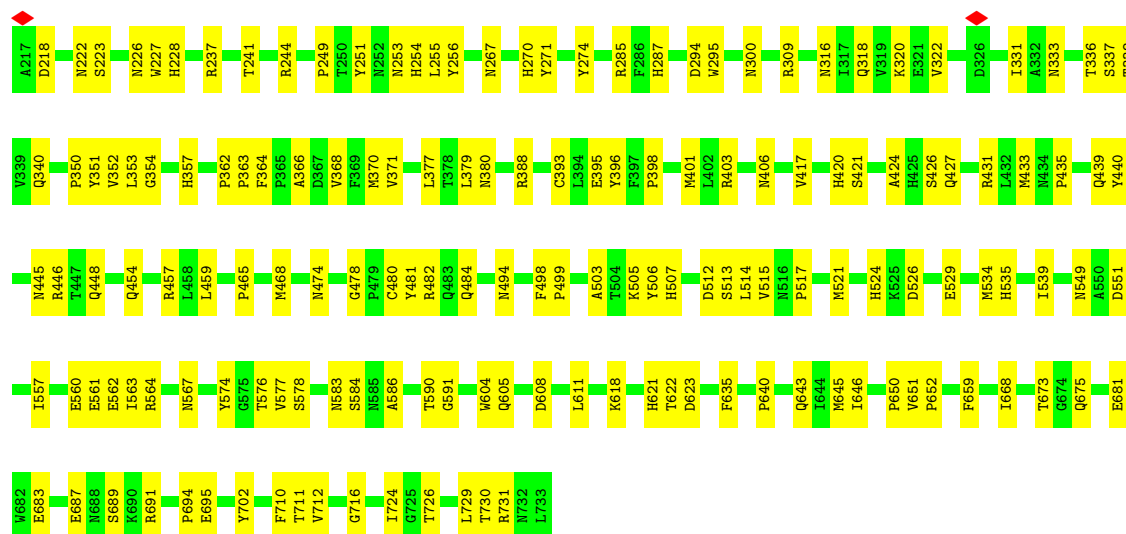 A217 D218 N222 S223 N226 W227 H228 R237 T241 R244 P249 T250 Y251 N252 N253 H254 L255 Y256 N267 H270 Y271 Y274 R285 F286 H287 D294 W295 N300 R309 N316 I317 Q318 V319 K320 E321 V322 D326 I331 A332 N333 T336 S337 T338
V339 Q340 P350 Y351 V352 L353 G354 H357 P362 P363 F364 P365 A366 D367 V368 F369 M370 V371 L377 T378 L379 N380 R388 C393 L394 E395 Y396 F397 P398 M401 L402 R403 N406 V417 H420 S421 A424 H425 S426 Q427 R431 L432 M433 N434 P435 Q439 Y440
N445 R446 T447 Q448 Q454 R457 L458 L459 P465 M468 N474 G478 P479 C480 Y481 R482 Q483 Q484 N494 F498 P499 A503 T504 K505 Y506 H507 D512 S513 L514 V515 N516 P517 M521 H524 K525 D526 E529 M534 H535 I539 N549 A550 D551
I557 E560 E561 E562 I563 R564 N567 Y574 G575 T576 V577 S578 N583 S584 N585 A586 T590 G591 W604 Q605 D608 L611 K618 H621 T622 D623 F635 P640 Q643 I644 M645 I646 P650 V651 P652 F659 I668 T673 G674 Q675 E681
W682 E683 E687 N688 S689 K690 R691 P694 E695 Y702 F710 T711 V712 G716 I724 G725 T726 L729 T730 R731 N732 L733